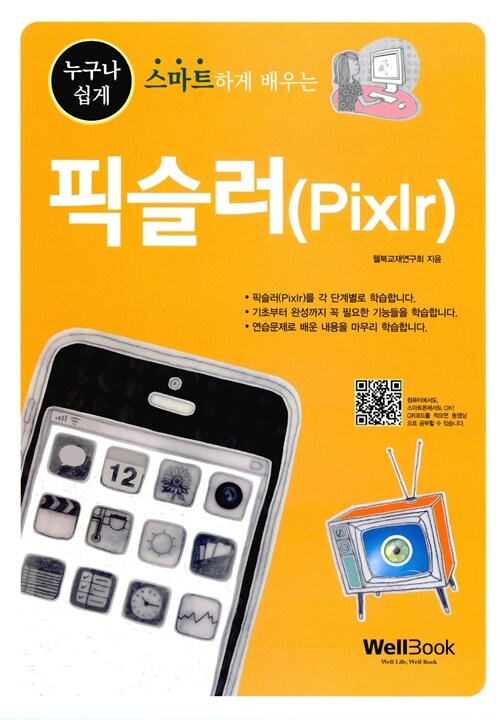 누구나
쉽게
스마트하게 배우는
픽슬러(Pixlr)
웰북교재연구회 지음
• 픽슬러(Pixlr)를 각 단계별로 학습합니다.
• 기초부터 완성까지 꼭 필요한 기능들을 학습합니다.
• 연습문제로 배운 내용을 마무리 학습합니다.
컴퓨터에서도,
스마트폰에서도 OK!
QR코드를 찍으면 동영상
으로 공부할 수 있습니다.
12
WellBook
Well Life, Well Book